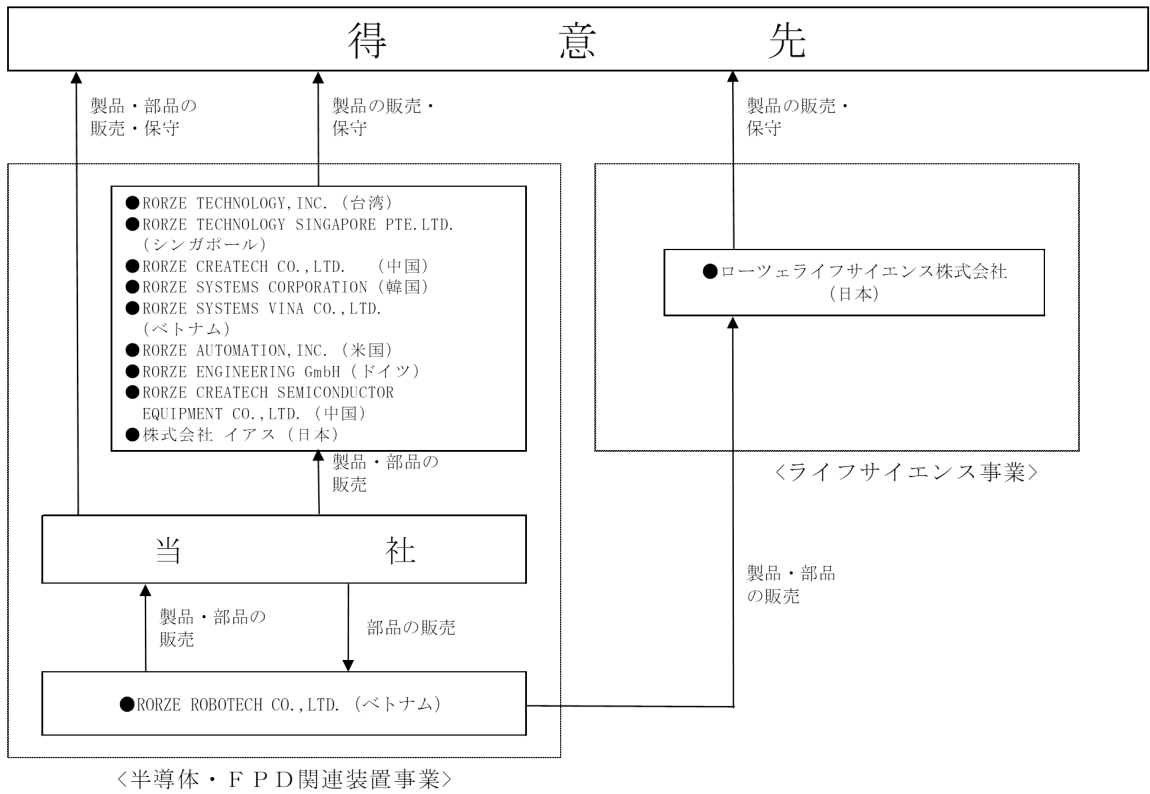 得意先
製品・部品の
販売・保守
製品の販売・
保守
製品の販売・
保守
●RORZE TECHNOLOGY,INC.（台湾）
●RORZE TECHNOLOGY SINGAPORE PTE.LTD.
（シンガポール）
●RORZE CREATECH CO.,LTD.　（中国）
●RORZE SYSTEMS CORPORATION（韓国）
●RORZE SYSTEMS VINA CO.,LTD.
（ベトナム）
●RORZE AUTOMATION,INC.（米国）
●RORZE ENGINEERING GmbH（ドイツ）
●RORZE CREATECH SEMICONDUCTOR
EQUIPMENT CO.,LTD.（中国）
●株式会社 イアス（日本）
●ローツェライフサイエンス株式会社
（日本）
製品・部品の
販売
<ライフサイエンス事業>
当社
製品・部品の
販売
部品の販売
製品・部品
の販売
●RORZE ROBOTECH CO.,LTD.（ベトナム）
<半導体・ＦＰＤ関連装置事業>